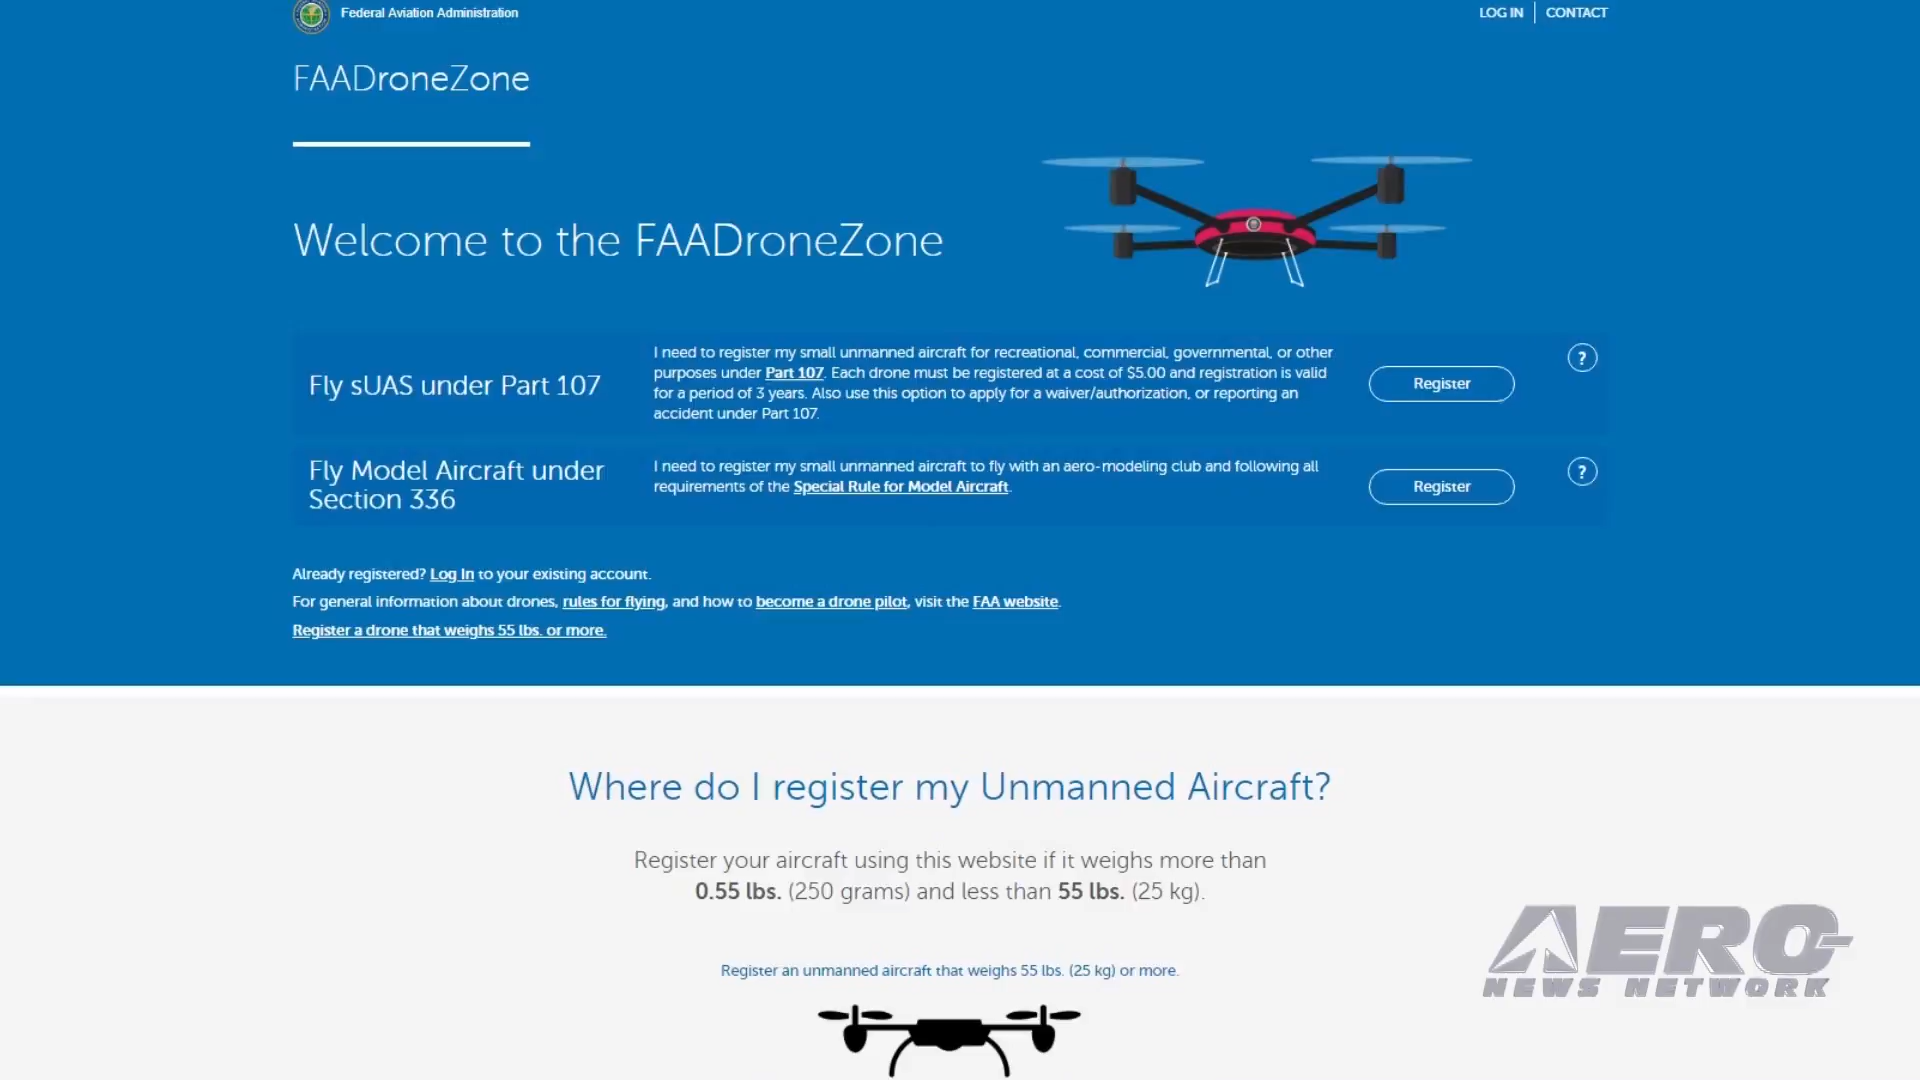 Federal Aviation Administration
LOG IN
CONTACT
FAADroneZone
Welcome to the FAADroneZone
Fly sUAS under Part 107
I need to register my small unmanned aircraft for recreational, commercial, governmental, or other
purposes under Part 107. Each drone must be registered at a cost of $5.00 and registration is valid
for a period of 3 years. Also use this option to apply for a waiver/authorization, or reporting an
accident under Part 107.
Register
?
Fly Model Aircraft under
Section 336
I need to register my small unmanned aircraft to fly with an aero-modeling club and following all
requirements of the Special Rule for Model Aircraft.
Register
?
Already registered? Log In to your existing account.
For general information about drones, rules for flying, and how to become a drone pilot, visit the FAA website.
Register a drone that weighs 55 lbs. or more.
Where do I register my Unmanned Aircraft?
Register your aircraft using this website if it weighs more than
0.55 lbs. (250 grams) and less than 55 lbs. (25 kg).
Register an unmanned aircraft that weighs 55 lbs. (25 kg) or more.
AERO-
NEWS NETWORK